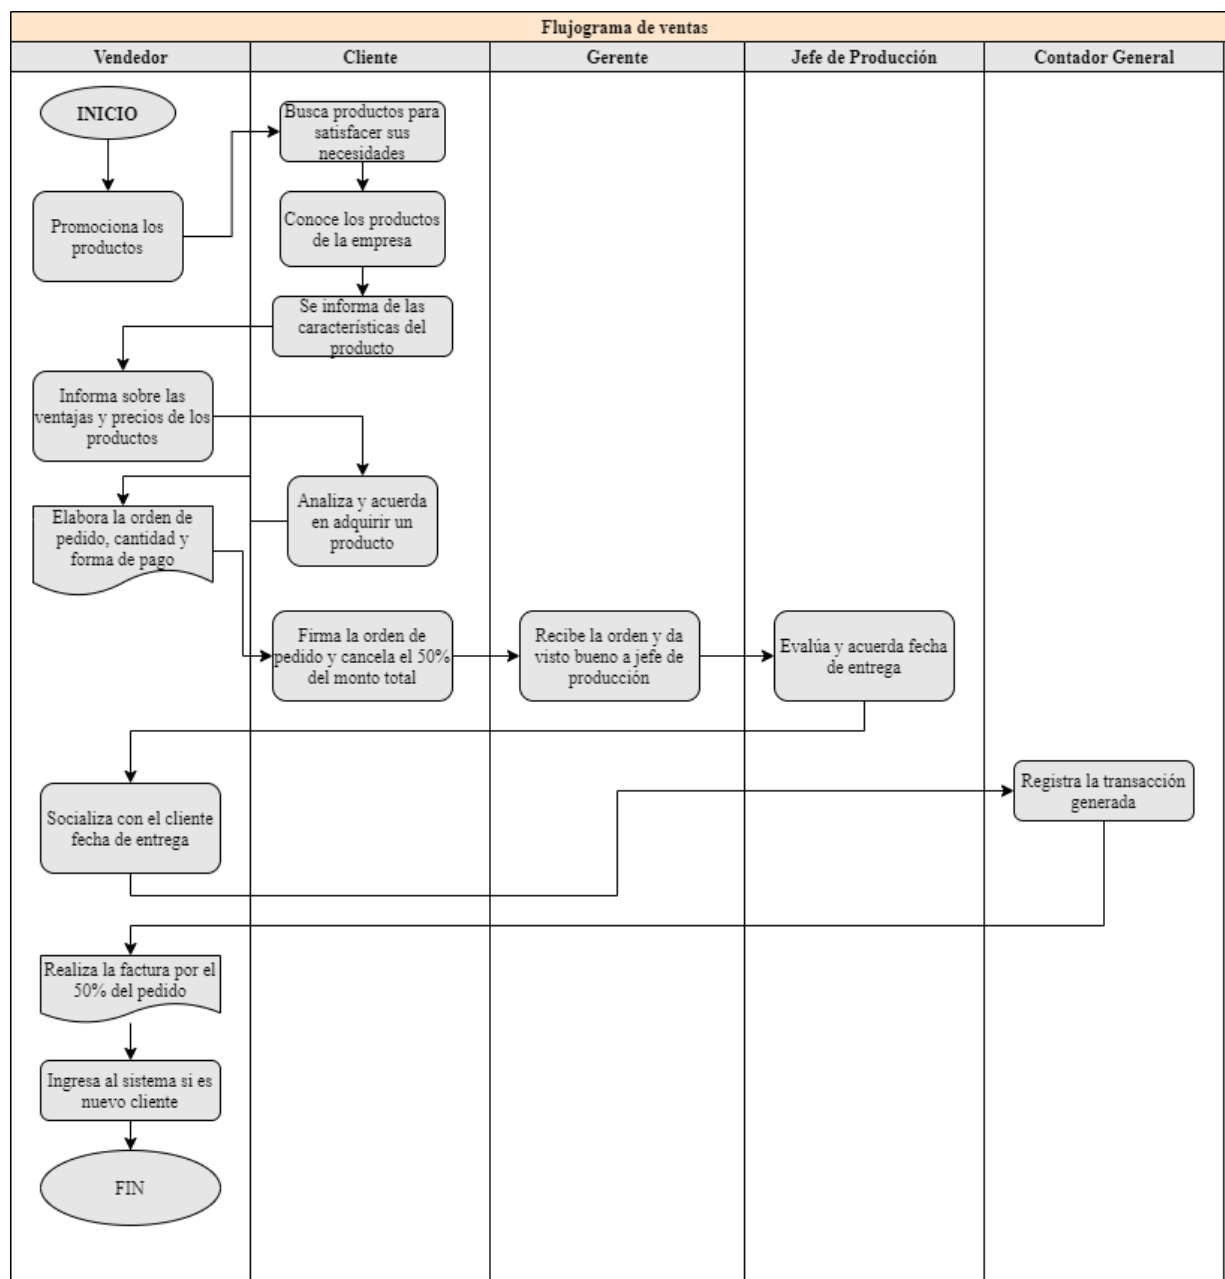 Flujograma de ventas
Vendedor
Cliente
Gerente
Jefe de Producción
Contador General
INICIO
Promociona los
productos
Busca productos para
satisfacer sus
necesidades
Conoce los productos
de la empresa
Se informa de las
características del
producto
Informa sobre las
ventajas y precios de los
productos
Analiza y acuerda
en adquirir un
producto
Elabora la orden de
pedido, cantidad y
forma de pago
Firma la orden de
pedido y cancela el 50%
del monto total
Recibe la orden y da
visto bueno a jefe de
producción
Evalúa y acuerda fecha
de entrega
Socializa con el cliente
fecha de entrega
Registra la transacción
generada
Realiza la factura por el
50% del pedido
Ingresa al sistema si es
nuevo cliente
FIN